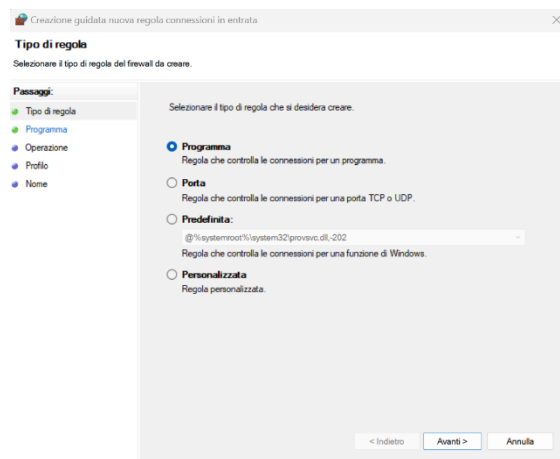 Creazione guidata nuova regola connessioni in entrata
Tipo di regola
Selezionare il tipo di regola del firewall da creare.
Passaggi:
Tipo di regola
Programma
Operazione
Profilo
Nome
Selezionare il tipo di regola che si desidera creare.
Programma
Regola che controlla le connessioni per un programma.
Porta
Regola che controlla le connessioni per una porta TCP o UDP.
Predefinita:
@%systemroot%\system32\provsvc.dll,-202
Regola che controlla le connessioni per una funzione di Windows.
Personalizzata
Regola personalizzata.
< Indietro
Avanti >
Annulla